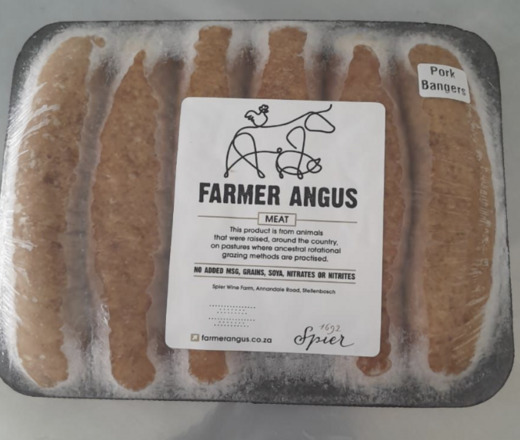 Pork
Bangers
FARMER ANGUS
MEAT
This product is from animals
that were raised, around the country,
on pastures where ancestral rotational
grazing methods are practised.
NO ADDED MSG, GRAINS, SOYA, NITRATES OR NITRITES
Spier Wine Farm, Annandale Road, Stellenbosch
farmerangus.co.za
1692
Spier